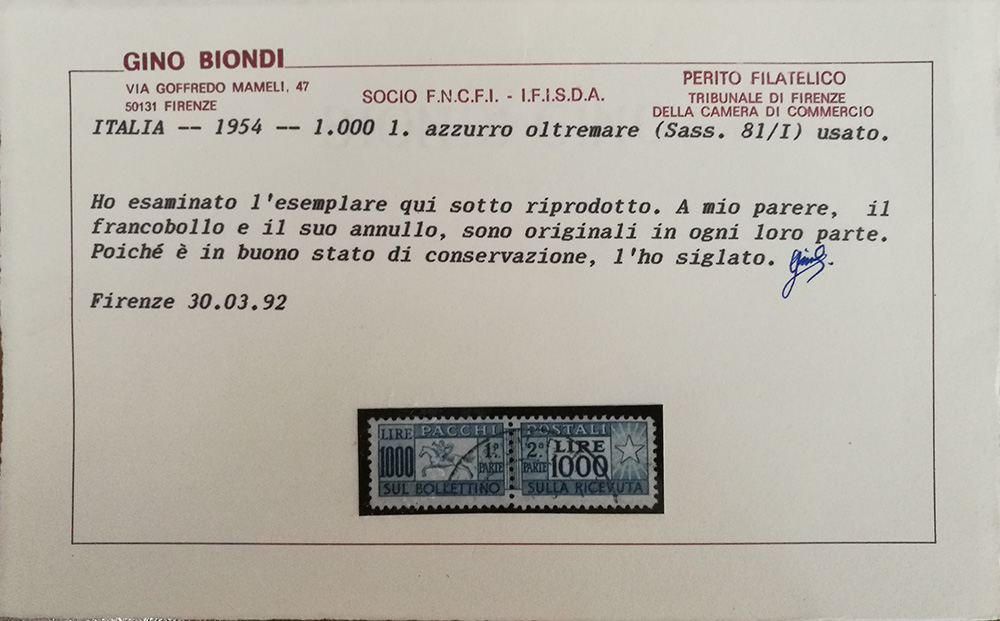 GINO BIONDI
VIA GOFFREDO MAMELI, 47
50131 FIRENZE
SOCIO F.N.C.F.I. - I.F.I.S.D.A.
PERITO FILATELICO
TRIBUNALE DI FIRENZE
DELLA CAMERA DI COMMERCIO
ITALIA -- 1954 -- 1.000 l. azzurro oltremare (Sass. 81/I) usato.
Ho esaminato l'esemplare qui sotto riprodotto. A mio parere, il
francobollo e il suo annullo, sono originali in ogni loro parte.
Poiché è in buono stato di conservazione, l'ho siglato.
Firenze 30.03.92
LIRE PACCHI POSTALI
1000 1ª PARTE 2ª PARTE LIRE 1000
SUL BOLLETTINO SULLA RICEVUTA